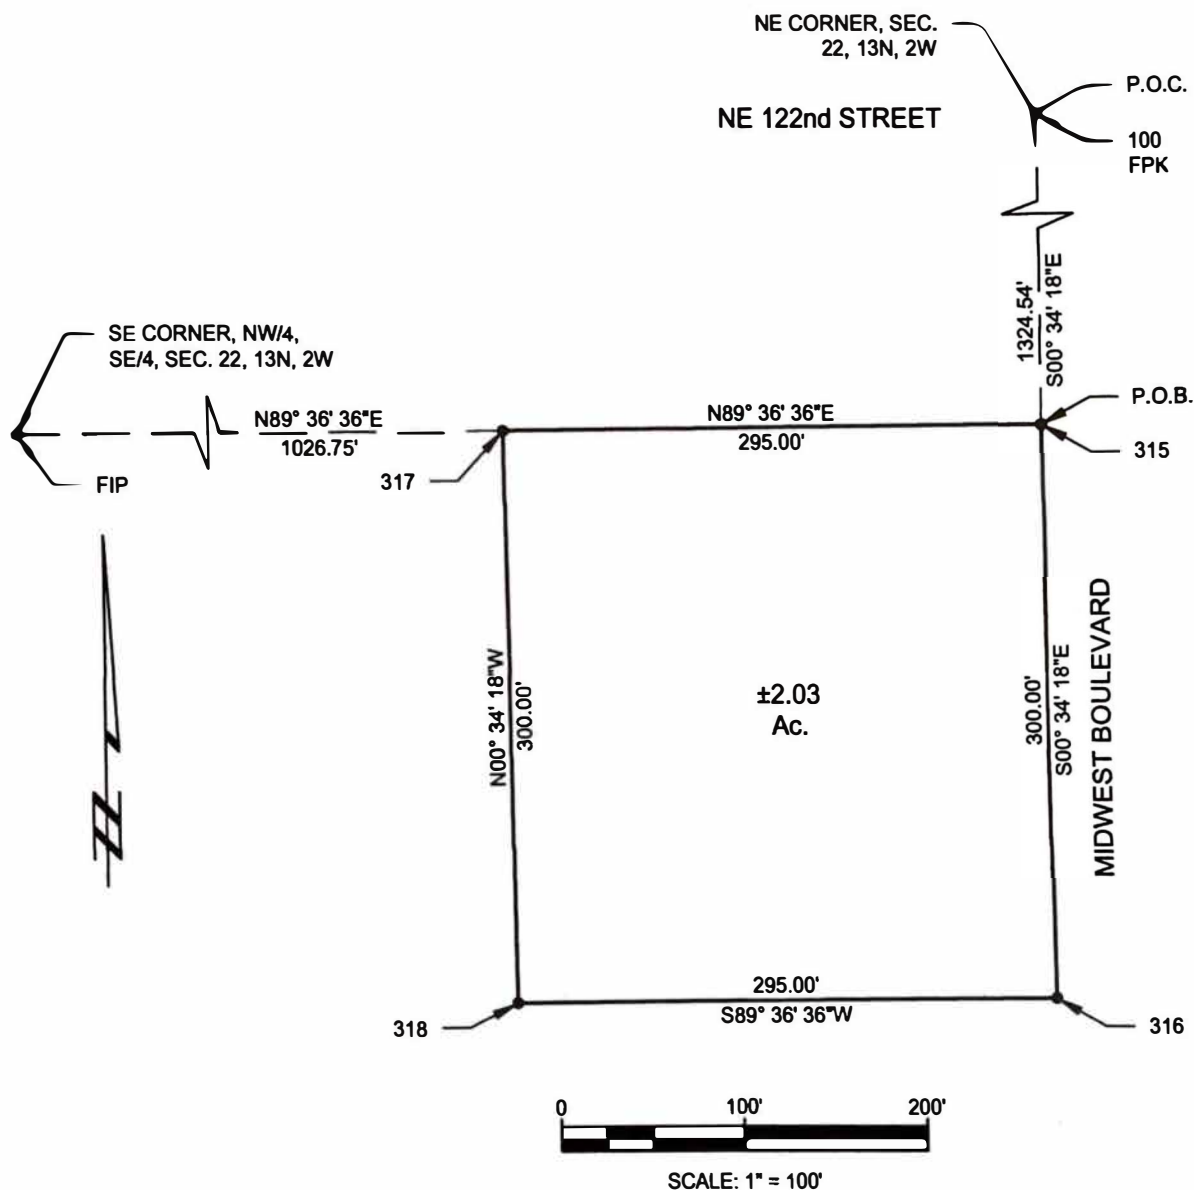 NE CORNER, SEC.
22, 13N, 2W
P.O.C.
NE 122nd STREET
100
FPK
1324.54'
S00° 34' 18"E
SE CORNER, NW/4,
SE/4, SEC. 22, 13N, 2W
P.O.B.
N89° 36' 36"E
1026.75'
N89° 36' 36"E
295.00'
315
317
FIP
N00° 34' 18"W
300.00'
±2.03
Ac.
300.00'
S00° 34' 18"E
MIDWEST BOULEVARD
N
295.00'
S89° 36' 36"W
318
316
0 100' 200'
SCALE: 1" = 100'